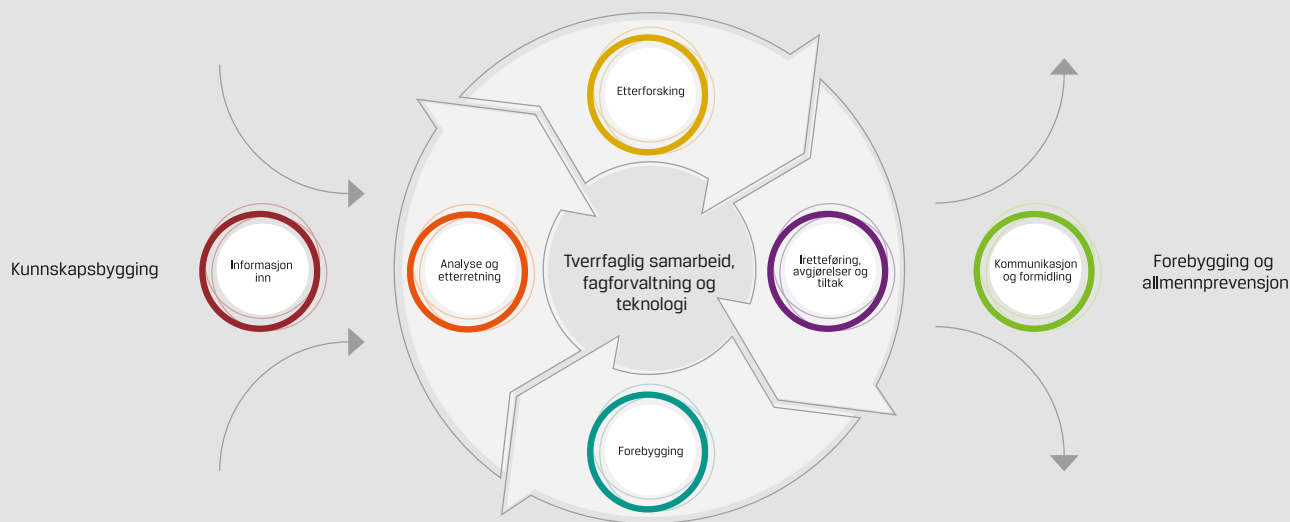 Etterforsking
Kunnskapsbygging
Informasjon
inn
Analyse og
etterretning
Tverrfaglig samarbeid,
fagforvaltning og
teknologi
Iretteføring,
avgjørelser og
tiltak
Kommunikasjon
og formidling
Forebygging og
allmennprevensjon
Forebygging